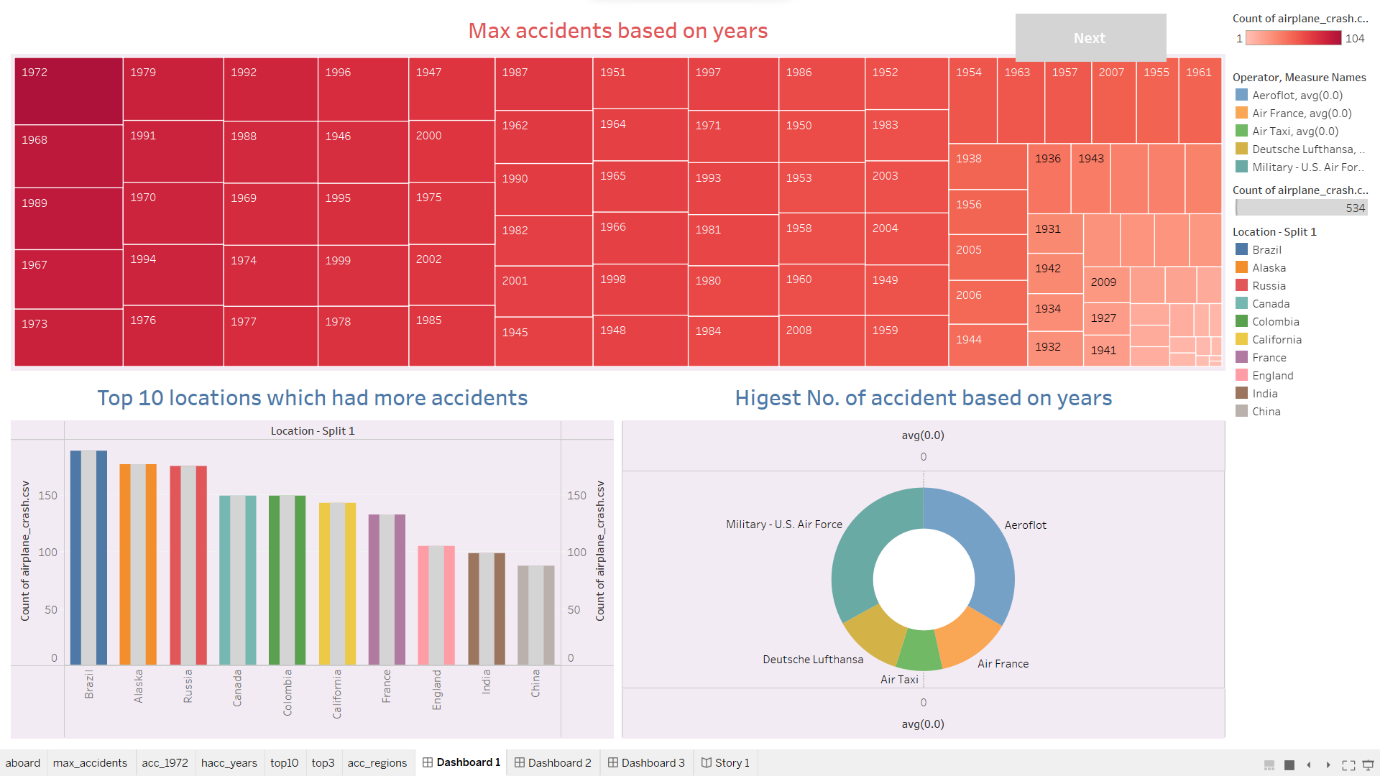 Max accidents based on years
Next
1972
1968
1989
1967
1973
1979
1991
1970
1994
1976
1992
1988
1969
1974
1977
1996
1946
1995
1999
1978
1947
2000
1975
2002
1985
1987
1962
1990
1982
2001
1945
1951
1964
1965
1966
1998
1948
1997
1971
1993
1981
1980
1984
1986
1950
1953
1958
1960
2008
1952
1983
2003
2004
1949
1959
1954
1963
1957
2007
1955
1961
1938
1956
2005
2006
1944
1936
1943
1931
1942
1934
1932
2009
1927
1941
Count of airplane_crash.c..
1 104
Operator, Measure Names
Aeroflot, avg(0.0)
Air France, avg(0.0)
Air Taxi, avg(0.0)
Deutsche Lufthansa, ..
Military - U.S. Air For..
Count of airplane_crash.c..
534
Location - Split 1
Brazil
Alaska
Russia
Canada
Colombia
California
France
England
India
China
Top 10 locations which had more accidents
Location - Split 1
Count of airplane_crash.csv
150
100
50
0
Brazil
Alaska
Russia
Canada
Colombia
California
France
England
India
China
150
100
50
0
Count of airplane_crash.csv
Higest No. of accident based on years
avg(0.0)
0
Military - U.S. Air Force
Aeroflot
Deutsche Lufthansa
Air France
Air Taxi
0
avg(0.0)
aboard max_accidents acc_1972 hacc_years top10 top3 acc_regions Dashboard 1 Dashboard 2 Dashboard 3 Story 1